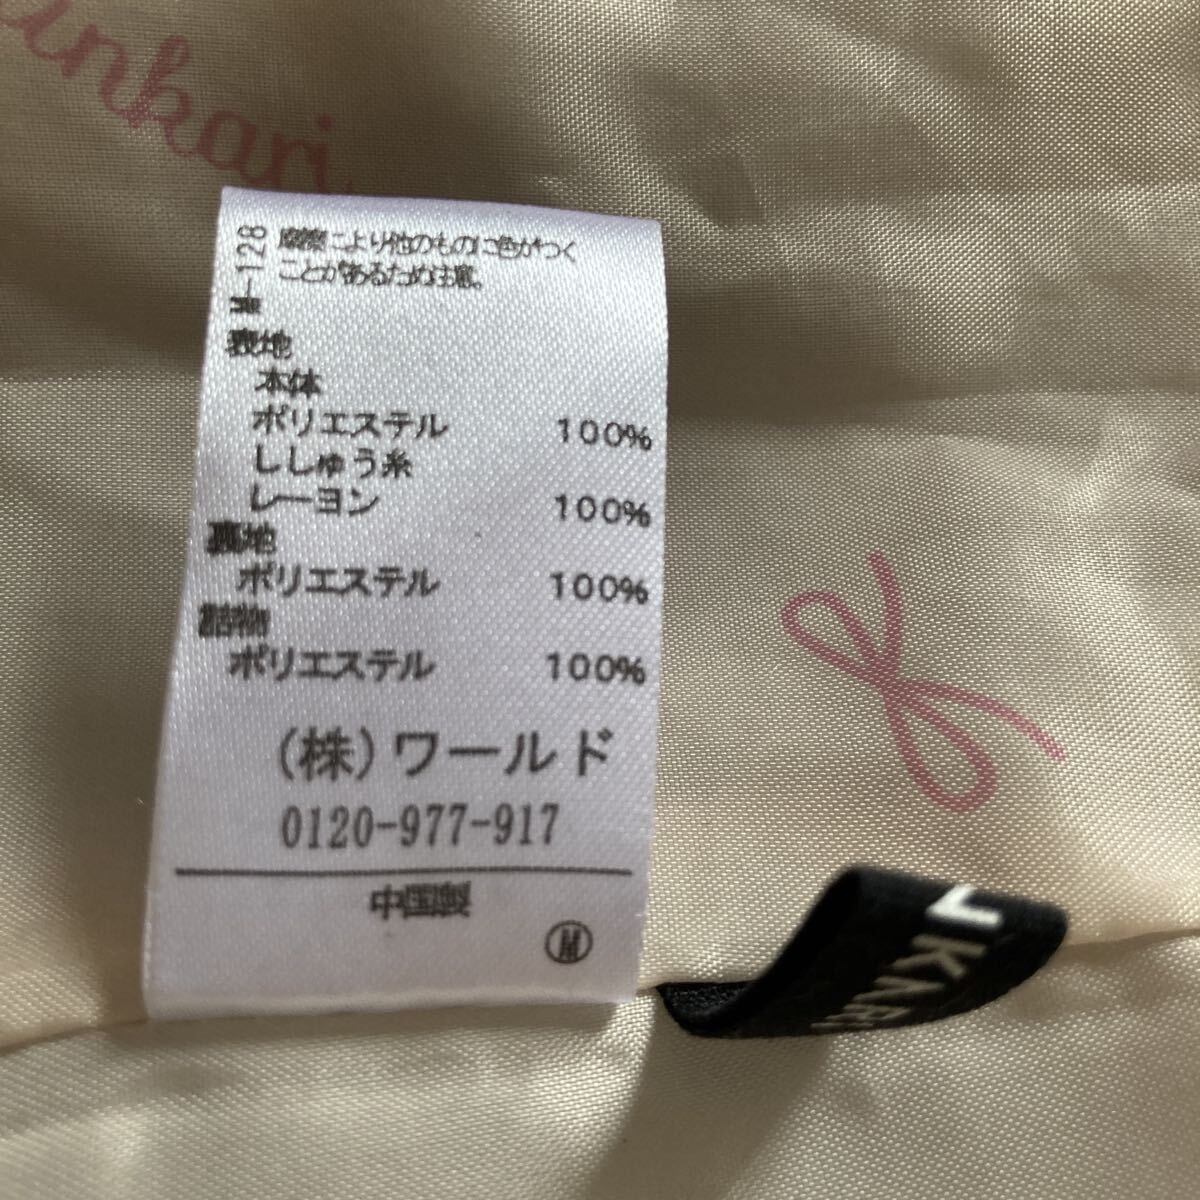 unkari
摩擦により他のものに色がつく
ことがあるため注意。
M-128
表地
本体
ポリエステル 100%
ししゅう糸
レーヨン 100%
裏地
ポリエステル 100%
詰物
ポリエステル 100%
(株)ワールド
0120-977-917
中国製
Ⓜ
L KAR